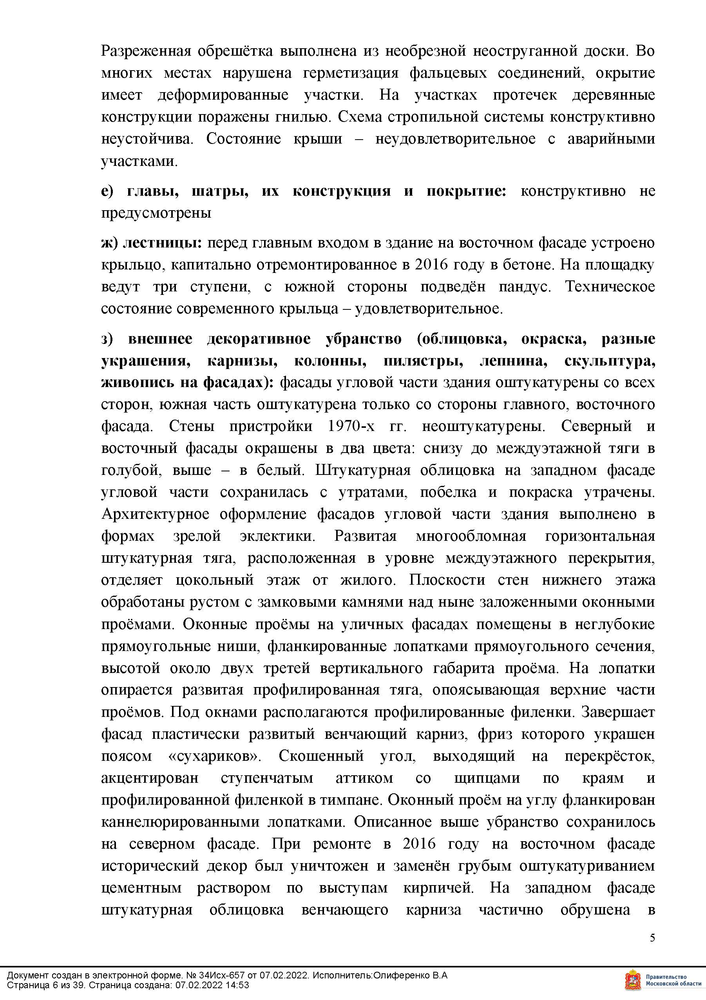 Разреженная обрешётка выполнена из необрезной неоструганной доски. Во
многих местах нарушена герметизация фальцевых соединений, окрытие
имеет деформированные участки. На участках протечек деревянные
конструкции поражены гнилью. Схема стропильной системы конструктивно
неустойчива. Состояние крыши – неудовлетворительное с аварийными
участками.
е) главы, шатры, их конструкция и покрытие: конструктивно не
предусмотрены
ж) лестницы: перед главным входом в здание на восточном фасаде устроено
крыльцо, капитально отремонтированное в 2016 году в бетоне. На площадку
ведут три ступени, с южной стороны подведён пандус. Техническое
состояние современного крыльца – удовлетворительное.
з) внешнее декоративное убранство (облицовка, окраска, разные
украшения, карнизы, колонны, пилястры, лепнина, скульптура,
живопись на фасадах): фасады угловой части здания оштукатурены со всех
сторон, южная часть оштукатурена только со стороны главного, восточного
фасада. Стены пристройки 1970-х гг. неоштукатурены. Северный и
восточный фасады окрашены в два цвета: снизу до междуэтажной тяги в
голубой, выше – в белый. Штукатурная облицовка на западном фасаде
угловой части сохранилась с утратами, побелка и покраска утрачены.
Архитектурное оформление фасадов угловой части здания выполнено в
формах зрелой эклектики. Развитая многообломная горизонтальная
штукатурная тяга, расположенная в уровне междуэтажного перекрытия,
отделяет цокольный этаж от жилого. Плоскости стен нижнего этажа
обработаны рустом с замковыми камнями над ныне заложенными оконными
проёмами. Оконные проёмы на уличных фасадах помещены в неглубокие
прямоугольные ниши, фланкированные лопатками прямоугольного сечения,
высотой около двух третей вертикального габарита проёма. На лопатки
опирается развитая профилированная тяга, опоясывающая верхние части
проёмов. Под окнами располагаются профилированные филенки. Завершает
фасад пластически развитый венчающий карниз, фриз которого украшен
поясом «сухариков». Скошенный угол, выходящий на перекрёсток,
акцентирован ступенчатым аттиком со щипцами по краям и
профилированной филенкой в тимпане. Оконный проём на углу фланкирован
каннелюрированными лопатками. Описанное выше убранство сохранилось
на северном фасаде. При ремонте в 2016 году на восточном фасаде
исторический декор был уничтожен и заменён грубым оштукатуриванием
цементным раствором по выступам кирпичей. На западном фасаде
штукатурная облицовка венчающего карниза частично обрушена в
5
Документ создан в электронной форме. № 34Исх-657 от 07.02.2022. Исполнитель:Олиференко В.А
Страница 6 из 39. Страница создана: 07.02.2022 14:53
Правительство
Московской области